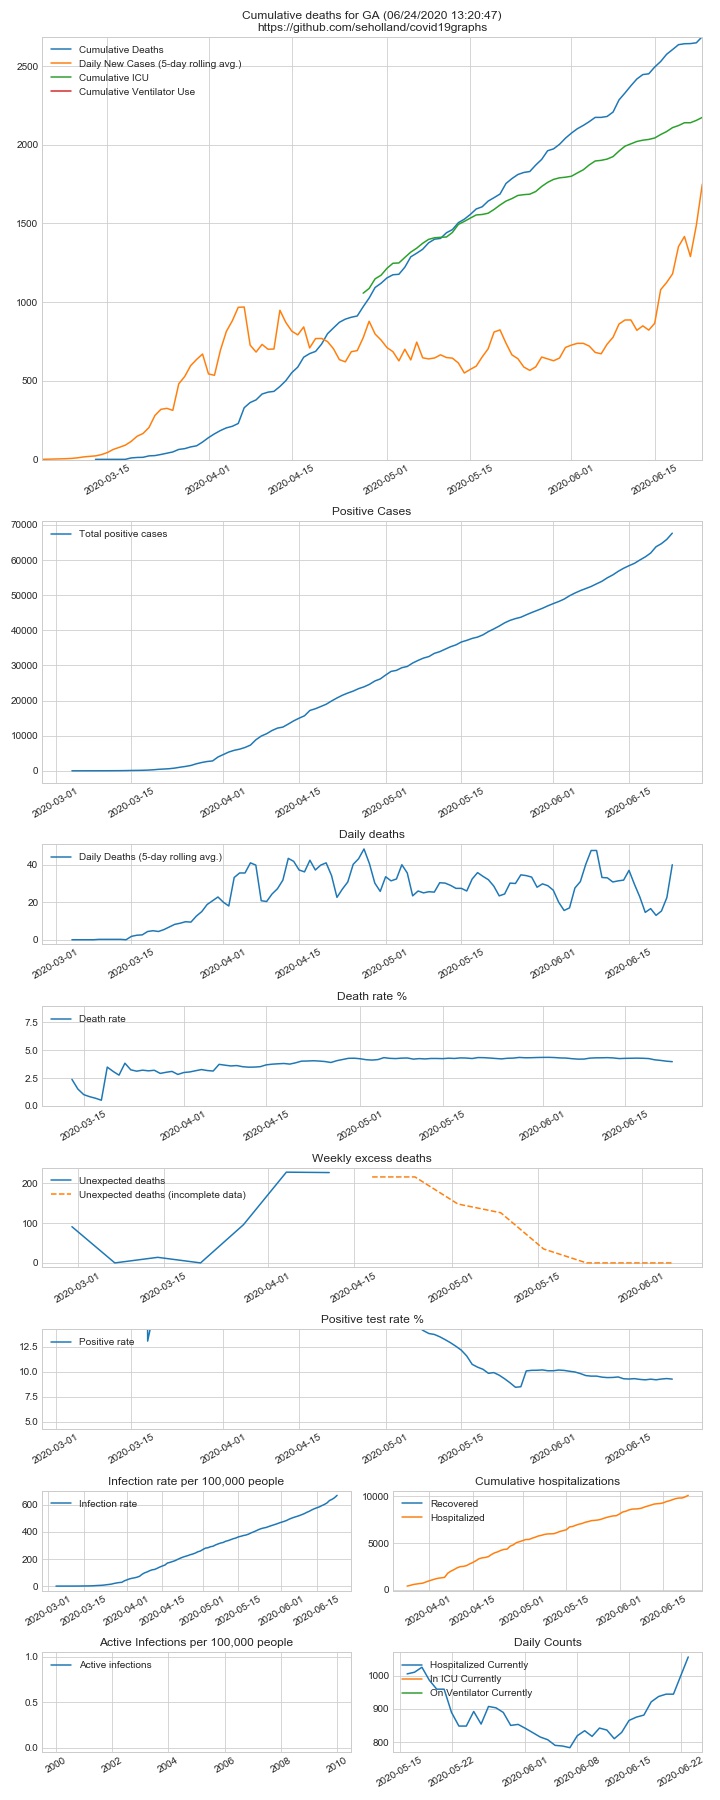 Cumulative deaths for GA (06/24/2020 13:20:47)
https://github.com/seholland/covid19graphs
Cumulative Deaths
Daily New Cases (5-day rolling avg.)
Cumulative ICU
Cumulative Ventilator Use
2500
2000
1500
1000
500
0
2020-03-15 2020-04-01 2020-04-15 2020-05-01 2020-05-15 2020-06-01 2020-06-15
Positive Cases
Total positive cases
70000
60000
50000
40000
30000
20000
10000
0
2020-03-01 2020-03-15 2020-04-01 2020-04-15 2020-05-01 2020-05-15 2020-06-01 2020-06-15
Daily deaths
Daily Deaths (5-day rolling avg.)
40
20
0
2020-03-01 2020-03-15 2020-04-01 2020-04-15 2020-05-01 2020-05-15 2020-06-01 2020-06-15
Death rate %
Death rate
7.5
5.0
2.5
0.0
2020-03-15 2020-04-01 2020-04-15 2020-05-01 2020-05-15 2020-06-01 2020-06-15
Weekly excess deaths
Unexpected deaths
Unexpected deaths (incomplete data)
200
100
0
2020-03-01 2020-03-15 2020-04-01 2020-04-15 2020-05-01 2020-05-15 2020-06-01
Positive test rate %
Positive rate
12.5
10.0
7.5
5.0
2020-03-01 2020-03-15 2020-04-01 2020-04-15 2020-05-01 2020-05-15 2020-06-01 2020-06-15
Infection rate per 100,000 people
Infection rate
600
400
200
0
2020-03-01 2020-03-15 2020-04-01 2020-04-15 2020-05-01 2020-05-15 2020-06-01 2020-06-15
Cumulative hospitalizations
Recovered
Hospitalized
10000
5000
0
2020-04-01 2020-04-15 2020-05-01 2020-05-15 2020-06-01 2020-06-15
Active Infections per 100,000 people
Active infections
1.0
0.5
0.0
2000 2002 2004 2006 2008 2010
Daily Counts
Hospitalized Currently
In ICU Currently
On Ventilator Currently
1000
900
800
2020-05-15 2020-05-22 2020-06-01 2020-06-08 2020-06-15 2020-06-22